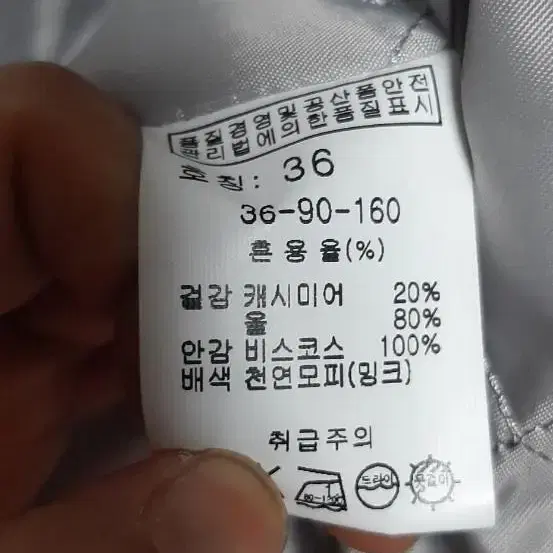 품질경영및공산품안전
관리법에의한품질표시
호칭: 36
36-90-160
혼용율(%)
겉감 캐시미어 20%
울 80%
안감 비스코스 100%
배색 천연모피(밍크)
취급주의
드라이
옷걸이